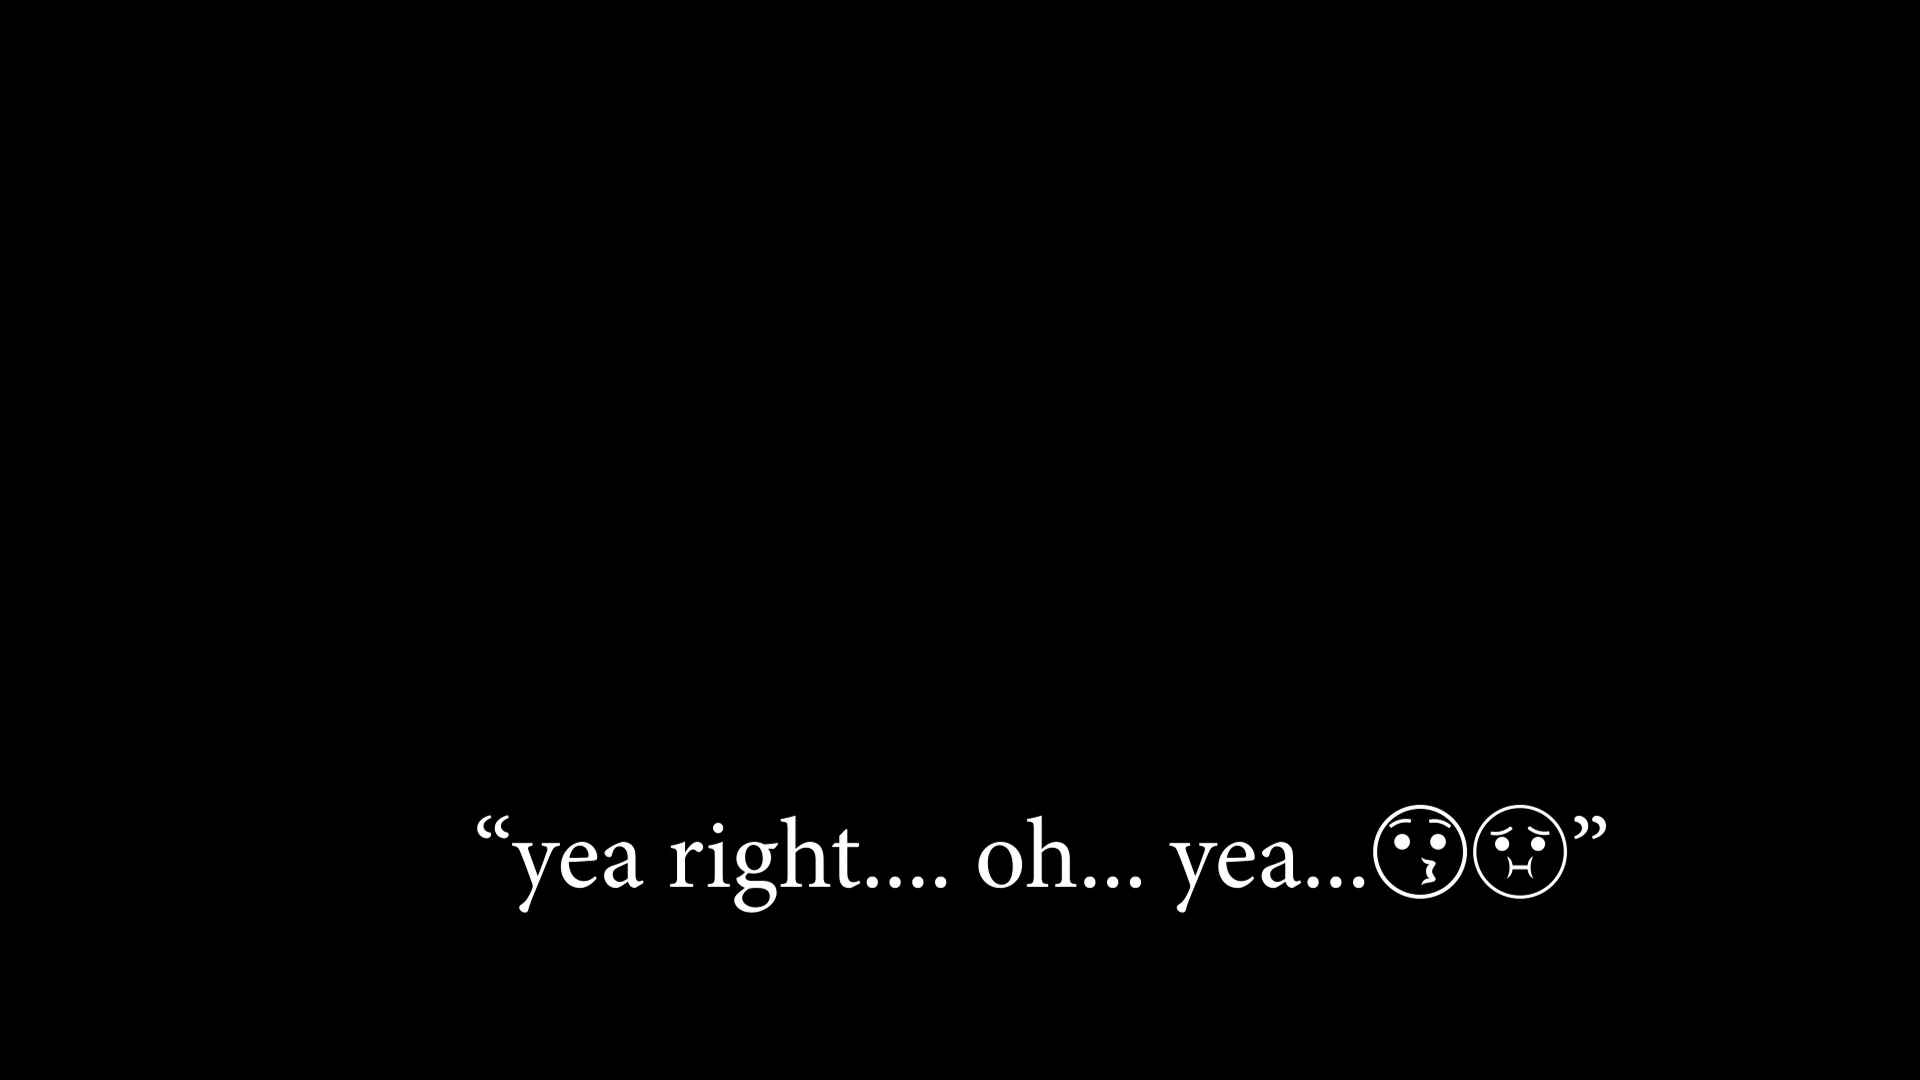 “yea right.... oh... yea...😗🤢”